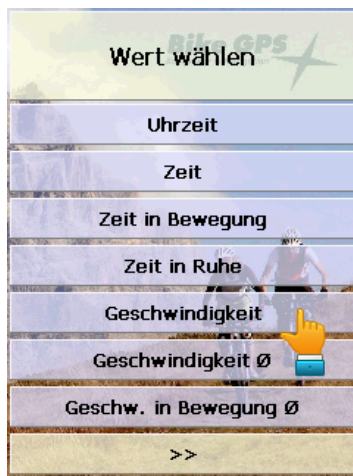 Bike GPS
Wert wählen
Uhrzeit
Zeit
Zeit in Bewegung
Zeit in Ruhe
Geschwindigkeit
Geschwindigkeit Ø
Geschw. in Bewegung Ø
>>